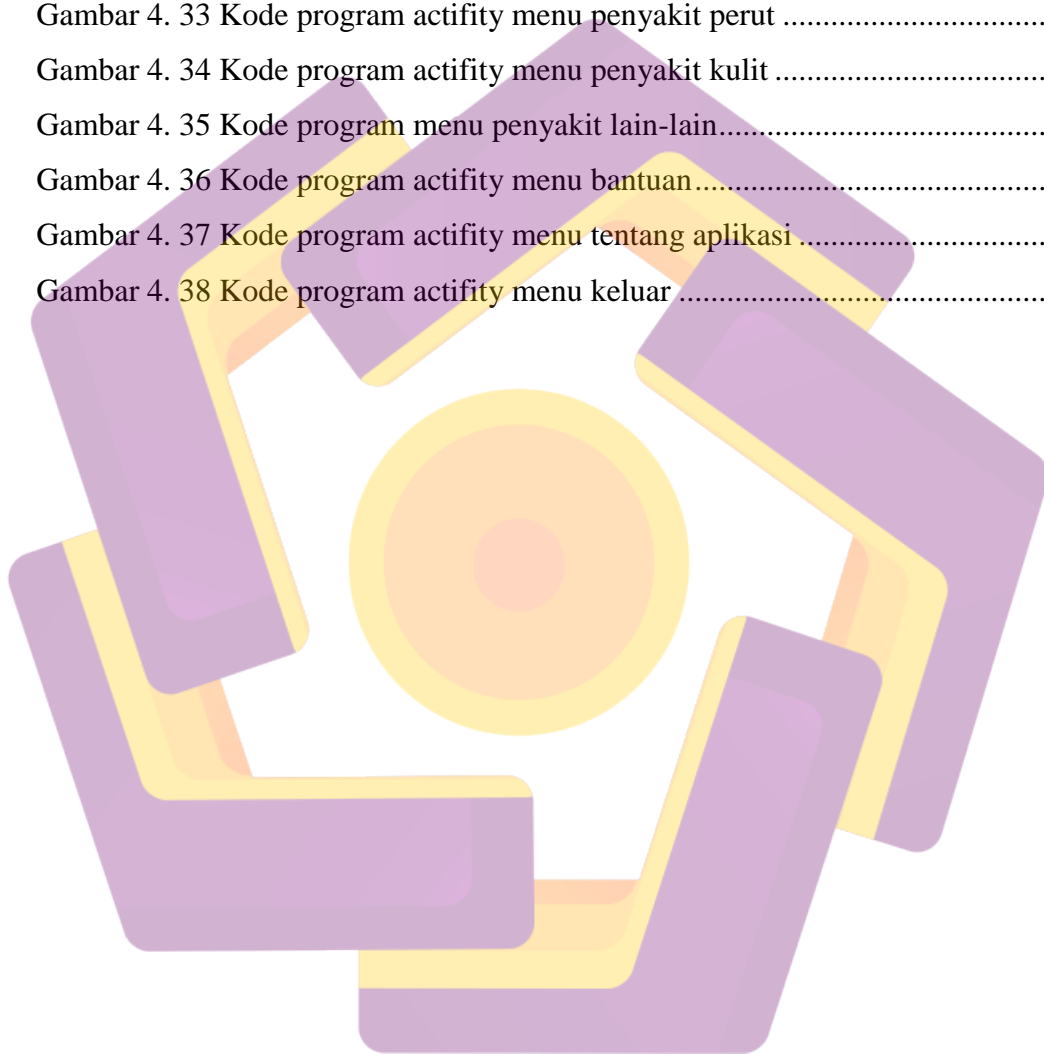 Gambar 4. 33 Kode program actifity menu penyakit perut ................................
Gambar 4. 34 Kode program actifity menu penyakit kulit .................................
Gambar 4. 35 Kode program menu penyakit lain-lain........................................
Gambar 4. 36 Kode program actifity menu bantuan...........................................
Gambar 4. 37 Kode program actifity menu tentang aplikasi ..............................
Gambar 4. 38 Kode program actifity menu keluar .............................................